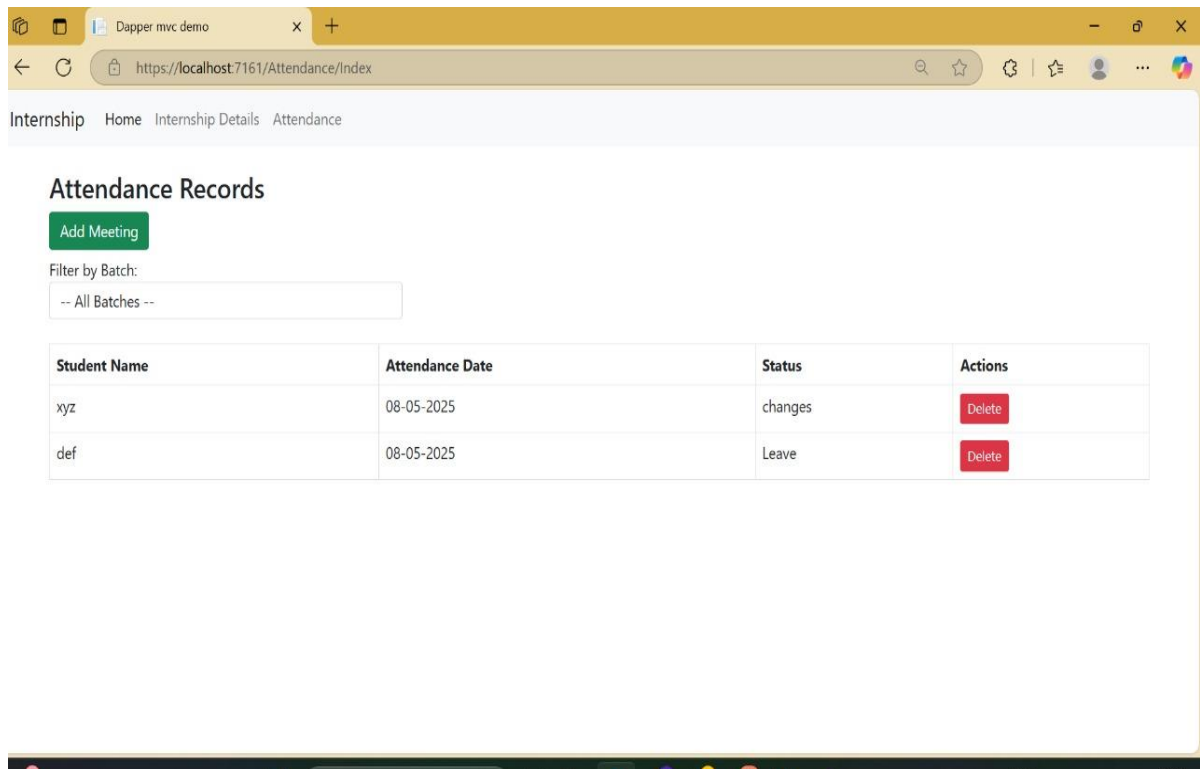 Dapper mvc demo
https://localhost:7161/Attendance/Index
Internship Home Internship Details Attendance
Attendance Records
Add Meeting
Filter by Batch:
-- All Batches --
Student Name Attendance Date Status Actions
xyz 08-05-2025 changes Delete
def 08-05-2025 Leave Delete